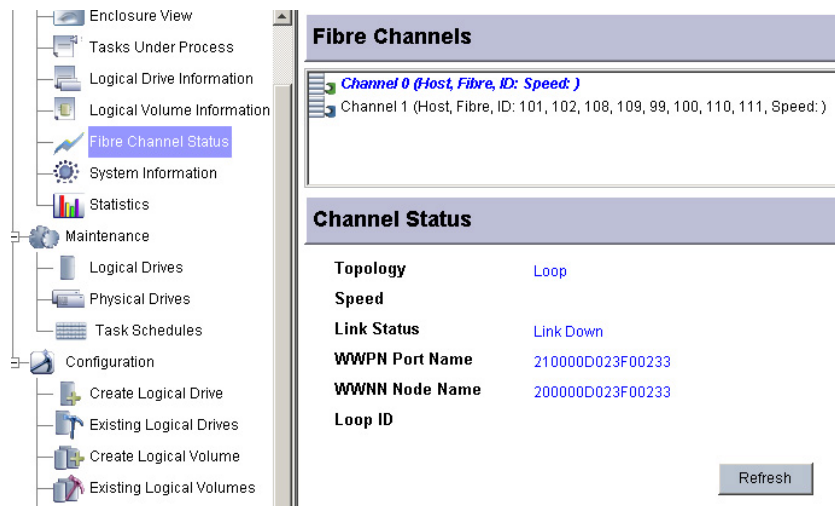 Enclosure View
Tasks Under Process
Logical Drive Information
Logical Volume Information
Fibre Channel Status
System Information
Statistics
Maintenance
Logical Drives
Physical Drives
Task Schedules
Configuration
Create Logical Drive
Existing Logical Drives
Create Logical Volume
Existing Logical Volumes
Fibre Channels
Channel 0 (Host, Fibre, ID: Speed: )
Channel 1 (Host, Fibre, ID: 101, 102, 108, 109, 99, 100, 110, 111, Speed: )
Channel Status
Topology Loop
Speed
Link Status Link Down
WWPN Port Name 210000D023F00233
WWNN Node Name 200000D023F00233
Loop ID
Refresh